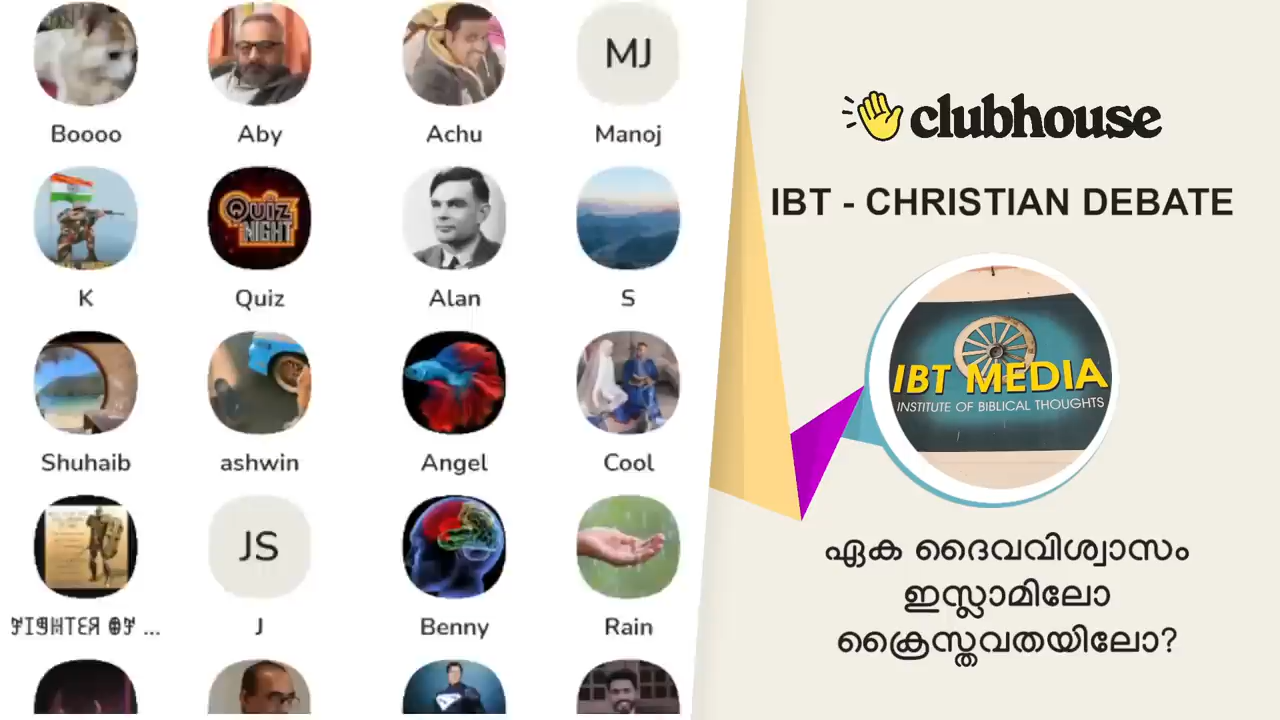 Boooo Aby Achu MJ Manoj
K Quiz NIGHT Quiz Alan S
Shuhaib ashwin Angel Cool
JS J Benny Rain
clubhouse
IBT - CHRISTIAN DEBATE
IBT MEDIA
INSTITUTE OF BIBLICAL THOUGHTS
ഏക ദൈവവിശ്വാസം
ഇസ്ലാമിലോ
ക്രൈസ്തവതയിലോ?